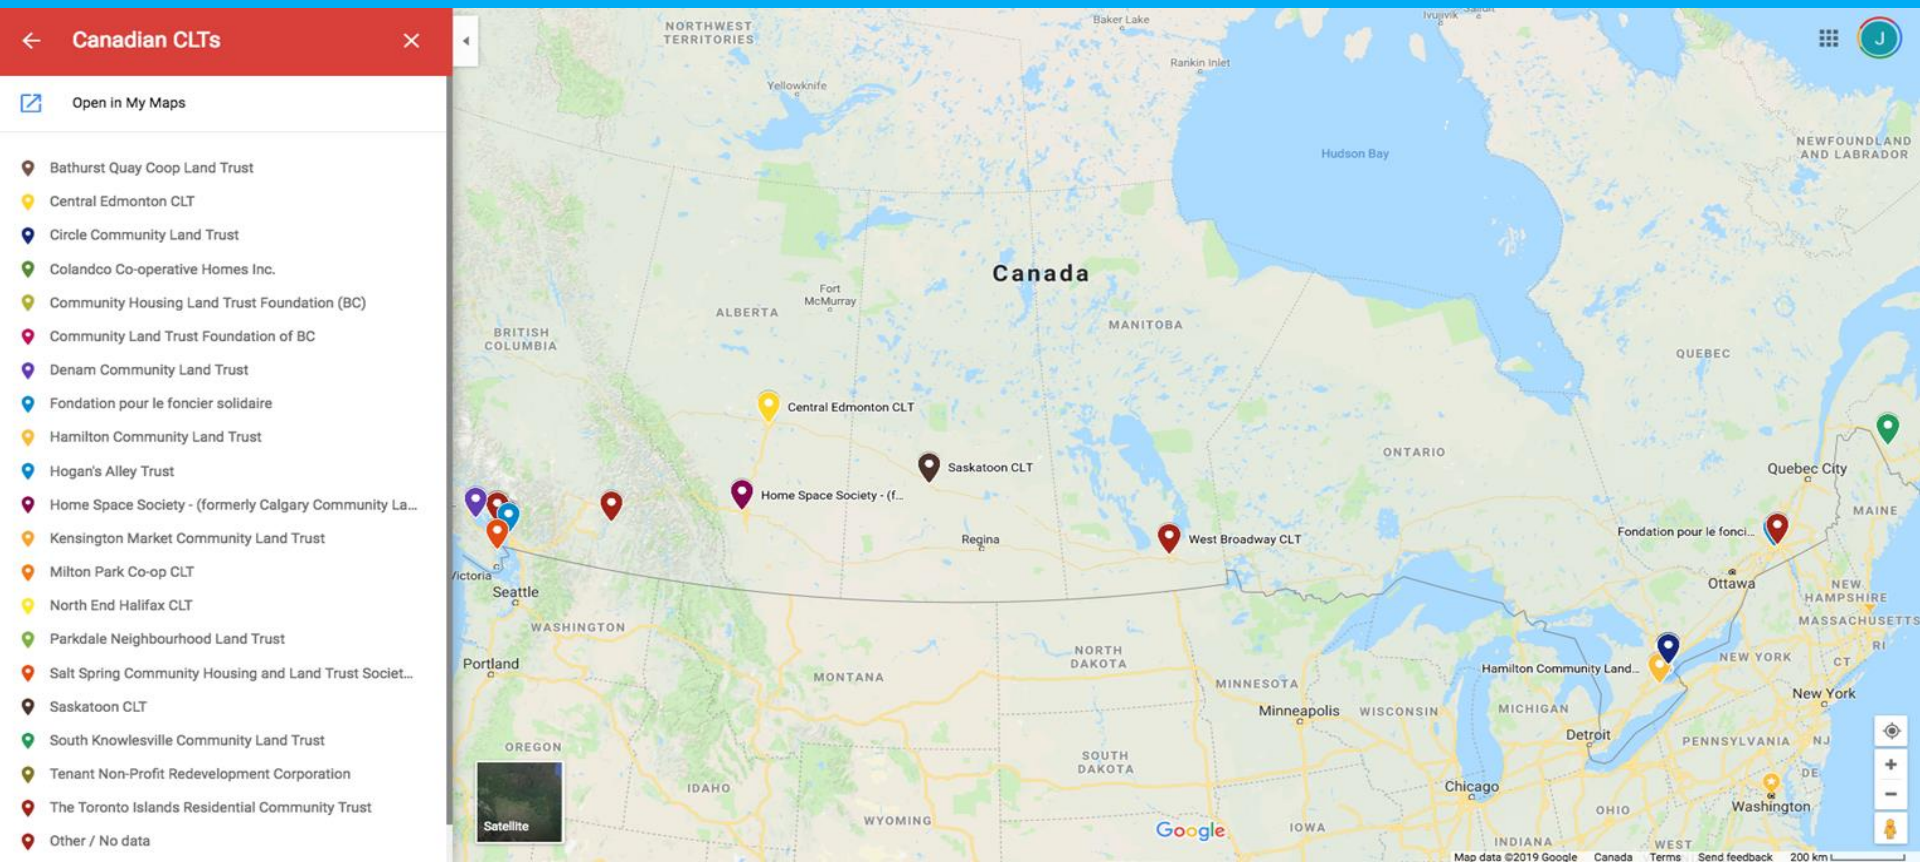 Canadian CLTs
Open in My Maps
Bathurst Quay Coop Land Trust
Central Edmonton CLT
Circle Community Land Trust
Colandco Co-operative Homes Inc.
Community Housing Land Trust Foundation (BC)
Community Land Trust Foundation of BC
Denam Community Land Trust
Fondation pour le foncier solidaire
Hamilton Community Land Trust
Hogan's Alley Trust
Home Space Society - (formerly Calgary Community La...
Kensington Market Community Land Trust
Milton Park Co-op CLT
North End Halifax CLT
Parkdale Neighbourhood Land Trust
Salt Spring Community Housing and Land Trust Societ...
Saskatoon CLT
South Knowlesville Community Land Trust
Tenant Non-Profit Redevelopment Corporation
The Toronto Islands Residential Community Trust
Other / No data
NORTHWEST
TERRITORIES
Baker Lake
Ivujivik
Salluit
J
Rankin Inlet
Yellowknife
Hudson Bay
NEWFOUNDLAND
AND LABRADOR
Canada
Fort
McMurray
ALBERTA
MANITOBA
BRITISH
COLUMBIA
QUEBEC
Central Edmonton CLT
ONTARIO
Saskatoon CLT
Quebec City
Home Space Society - (f...
MAINE
Regina
West Broadway CLT
Fondation pour le fonci...
Victoria
Seattle
Ottawa
NEW
HAMPSHIRE
MASSACHUSETTS
WASHINGTON
RI
NORTH
DAKOTA
NEW YORK
CT
Portland
Hamilton Community Land...
MONTANA
MINNESOTA
New York
Minneapolis
WISCONSIN
MICHIGAN
Detroit
PENNSYLVANIA
NJ
OREGON
SOUTH
DAKOTA
DE
IDAHO
Chicago
Washington
OHIO
WYOMING
Satellite
Google
IOWA
INDIANA
WEST
Map data ©2019 Google Canada Terms Send feedback 200 km